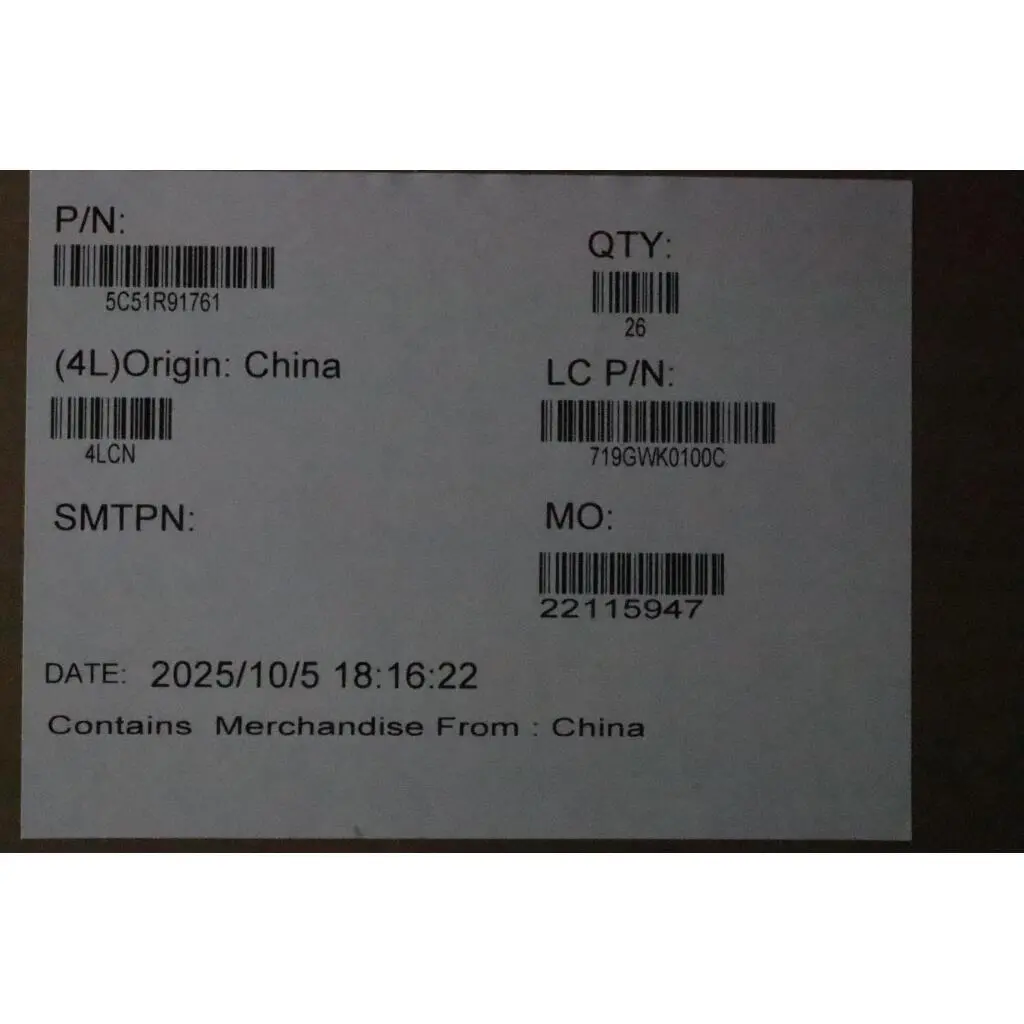 P/N:
5C51R91761
QTY:
26
(4L)Origin: China
4LCN
LC P/N:
719GWK0100C
SMTPN:
MO:
22115947
DATE: 2025/10/5 18:16:22
Contains Merchandise From : China